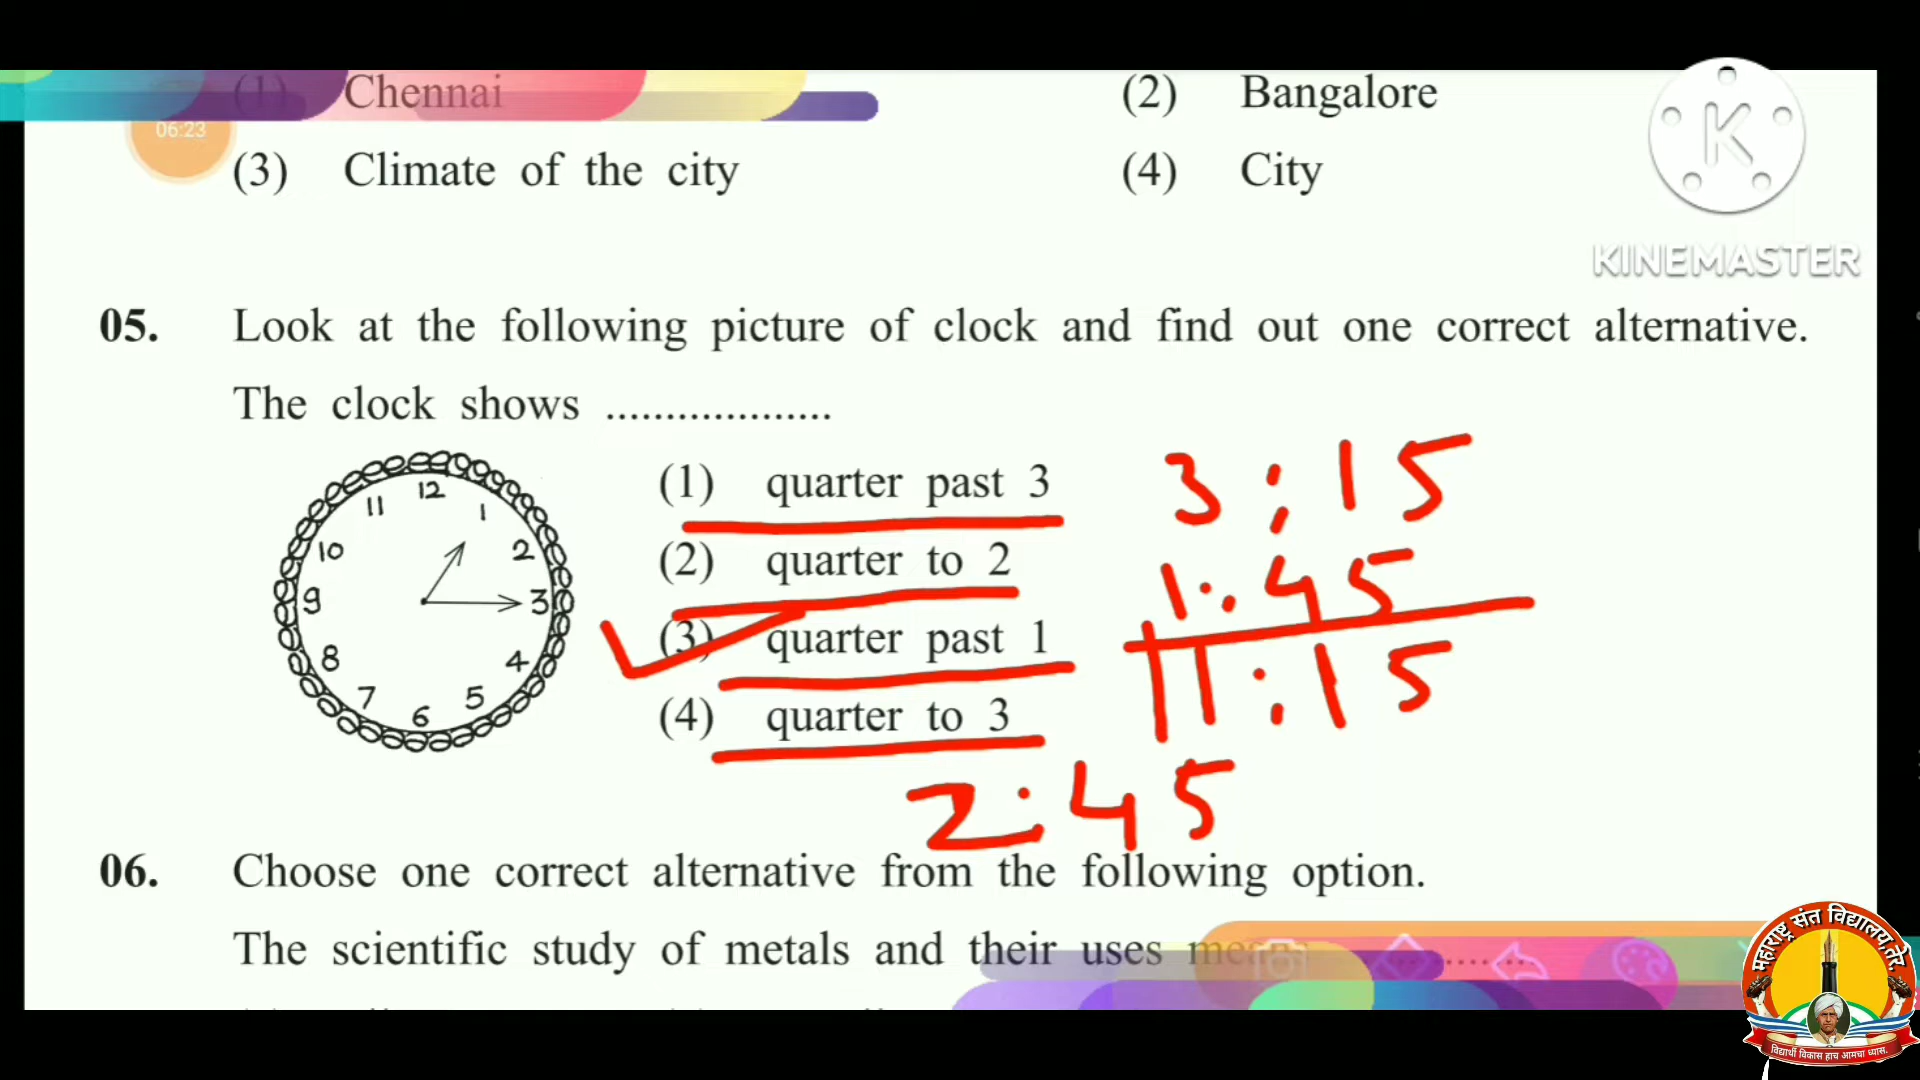 (1) Chennai (2) Bangalore
06:23
(3) Climate of the city (4) City
K
KINEMASTER
05. Look at the following picture of clock and find out one correct alternative.
The clock shows ...................
12 1 2 3 4 5 6 7 8 9 10 11
(1) quarter past 3 3:15
(2) quarter to 2 1:45
(3) quarter past 1 11:15
(4) quarter to 3
2:45
06. Choose one correct alternative from the following option.
The scientific study of metals and their uses
महाराष्ट्र संत विद्यालय, तेर.
विद्यार्थी विकास हाच आमचा ध्यास.